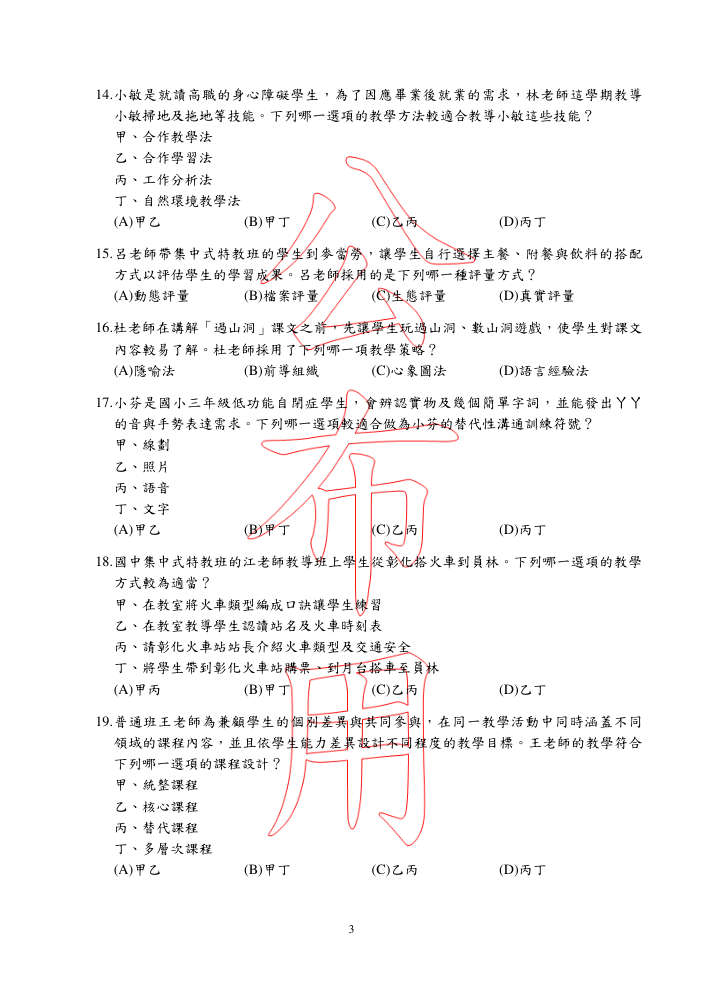 14.小敏是就讀高職的身心障礙學生，為了因應畢業後就業的需求，林老師這學期教導
小敏掃地及拖地等技能。下列哪一選項的教學方法較適合教導小敏這些技能？
甲、合作教學法
乙、合作學習法
丙、工作分析法
丁、自然環境教學法
(A)甲乙 (B)甲丁 (C)乙丙 (D)丙丁
15.呂老師帶集中式特教班的學生到麥當勞，讓學生自行選擇主餐、附餐與飲料的搭配
方式以評估學生的學習成果。呂老師採用的是下列哪一種評量方式？
(A)動態評量 (B)檔案評量 (C)生態評量 (D)真實評量
16.杜老師在講解「過山洞」課文之前，先讓學生玩過山洞、數山洞遊戲，使學生對課文
內容較易了解。杜老師採用了下列哪一項教學策略？
(A)隱喻法 (B)前導組織 (C)心象圖法 (D)語言經驗法
17.小芬是國小三年級低功能自閉症學生，會辨認實物及幾個簡單字詞，並能發出ㄚㄚ
的音與手勢表達需求。下列哪一選項較適合做為小芬的替代性溝通訓練符號？
甲、線劃
乙、照片
丙、語音
丁、文字
(A)甲乙 (B)甲丁 (C)乙丙 (D)丙丁
18.國中集中式特教班的江老師教導班上學生從彰化搭火車到員林。下列哪一選項的教學
方式較為適當？
甲、在教室將火車類型編成口訣讓學生練習
乙、在教室教導學生認讀站名及火車時刻表
丙、請彰化火車站站長介紹火車類型及交通安全
丁、將學生帶到彰化火車站購票、到月台搭車至員林
(A)甲丙 (B)甲丁 (C)乙丙 (D)乙丁
19.普通班王老師為兼顧學生的個別差異與共同參與，在同一教學活動中同時涵蓋不同
領域的課程內容，並且依學生能力差異設計不同程度的教學目標。王老師的教學符合
下列哪一選項的課程設計？
甲、統整課程
乙、核心課程
丙、替代課程
丁、多層次課程
(A)甲乙 (B)甲丁 (C)乙丙 (D)丙丁
3
公布用